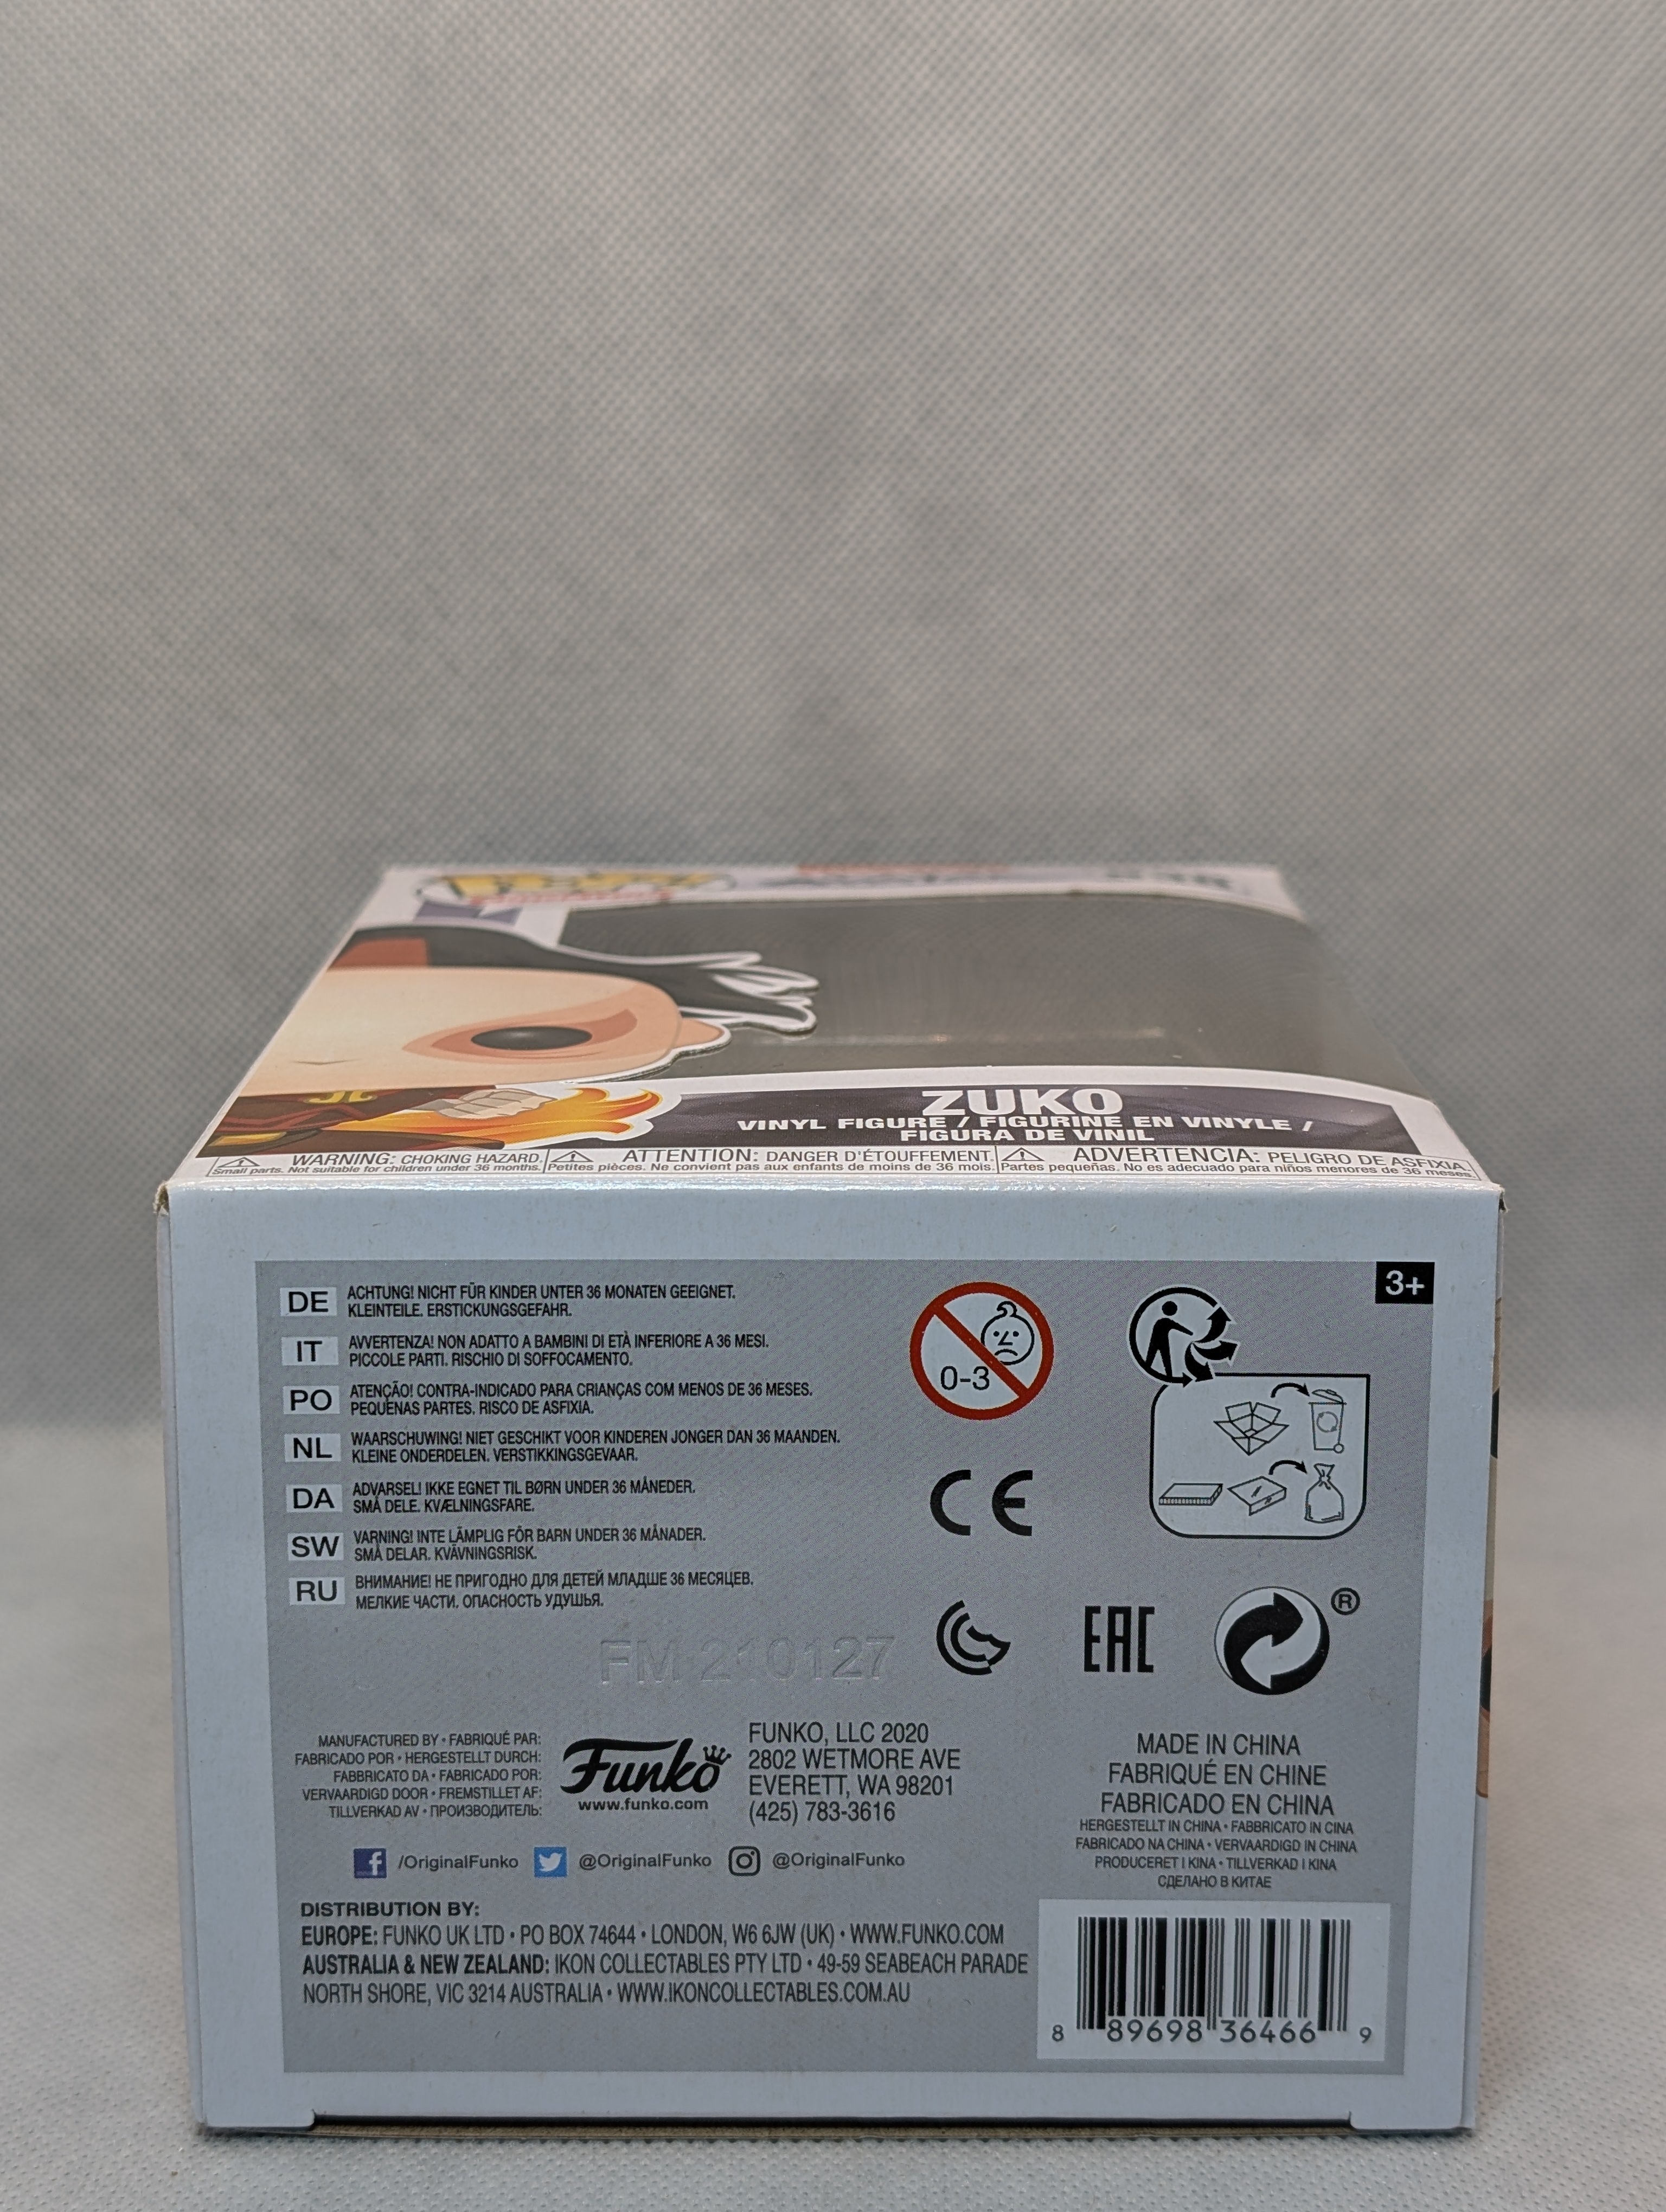 ZUKO
VINYL FIGURE / FIGURINE EN VINYLE /
FIGURA DE VINIL
WARNING: CHOKING HAZARD.
Small parts. Not suitable for children under 36 months.
ATTENTION: DANGER D'ÉTOUFFEMENT.
Petites pièces. Ne convient pas aux enfants de moins de 36 mois.
ADVERTENCIA: PELIGRO DE ASFIXIA.
Partes pequeñas. No es adecuado para niños menores de 36 meses.
3+
DE ACHTUNG! NICHT FÜR KINDER UNTER 36 MONATEN GEEIGNET.
KLEINTEILE. ERSTICKUNGSGEFAHR.
IT AVVERTENZA! NON ADATTO A BAMBINI DI ETÀ INFERIORE A 36 MESI.
PICCOLE PARTI. RISCHIO DI SOFFOCAMENTO.
PO ATENÇÃO! CONTRA-INDICADO PARA CRIANÇAS COM MENOS DE 36 MESES.
PEQUENAS PARTES. RISCO DE ASFIXIA.
NL WAARSCHUWING! NIET GESCHIKT VOOR KINDEREN JONGER DAN 36 MAANDEN.
KLEINE ONDERDELEN. VERSTIKKINGSGEVAAR.
DA ADVARSEL! IKKE EGNET TIL BØRN UNDER 36 MÅNEDER.
SMÅ DELE. KVÆLNINGSFARE.
SW VARNING! INTE LÄMPLIG FÖR BARN UNDER 36 MÅNADER.
SMÅ DELAR. KVÄVNINGSRISK.
RU ВНИМАНИЕ! НЕ ПРИГОДНО ДЛЯ ДЕТЕЙ МЛАДШЕ 36 МЕСЯЦЕВ.
МЕЛКИЕ ЧАСТИ. ОПАСНОСТЬ УДУШЬЯ.
0-3
CE
EAC
®
FM 210127
MANUFACTURED BY • FABRIQUÉ PAR:
FABRICADO POR • HERGESTELLT DURCH:
FABBRICATO DA • FABRICADO POR:
VERVAARDIGD DOOR • FREMSTILLET AF:
TILLVERKAD AV • ПРОИЗВОДИТЕЛЬ:
Funko
www.funko.com
FUNKO, LLC 2020
2802 WETMORE AVE
EVERETT, WA 98201
(425) 783-3616
MADE IN CHINA
FABRIQUÉ EN CHINE
FABRICADO EN CHINA
HERGESTELLT IN CHINA • FABBRICATO IN CINA
FABRICADO NA CHINA • VERVAARDIGD IN CHINA
PRODUCERET I KINA • TILLVERKAD I KINA
СДЕЛАНО В КИТАЕ
f /OriginalFunko @OriginalFunko @OriginalFunko
DISTRIBUTION BY:
EUROPE: FUNKO UK LTD • PO BOX 74644 • LONDON, W6 6JW (UK) • WWW.FUNKO.COM
AUSTRALIA & NEW ZEALAND: IKON COLLECTABLES PTY LTD • 49-59 SEABEACH PARADE
NORTH SHORE, VIC 3214 AUSTRALIA • WWW.IKONCOLLECTABLES.COM.AU
8 89698 36466 9